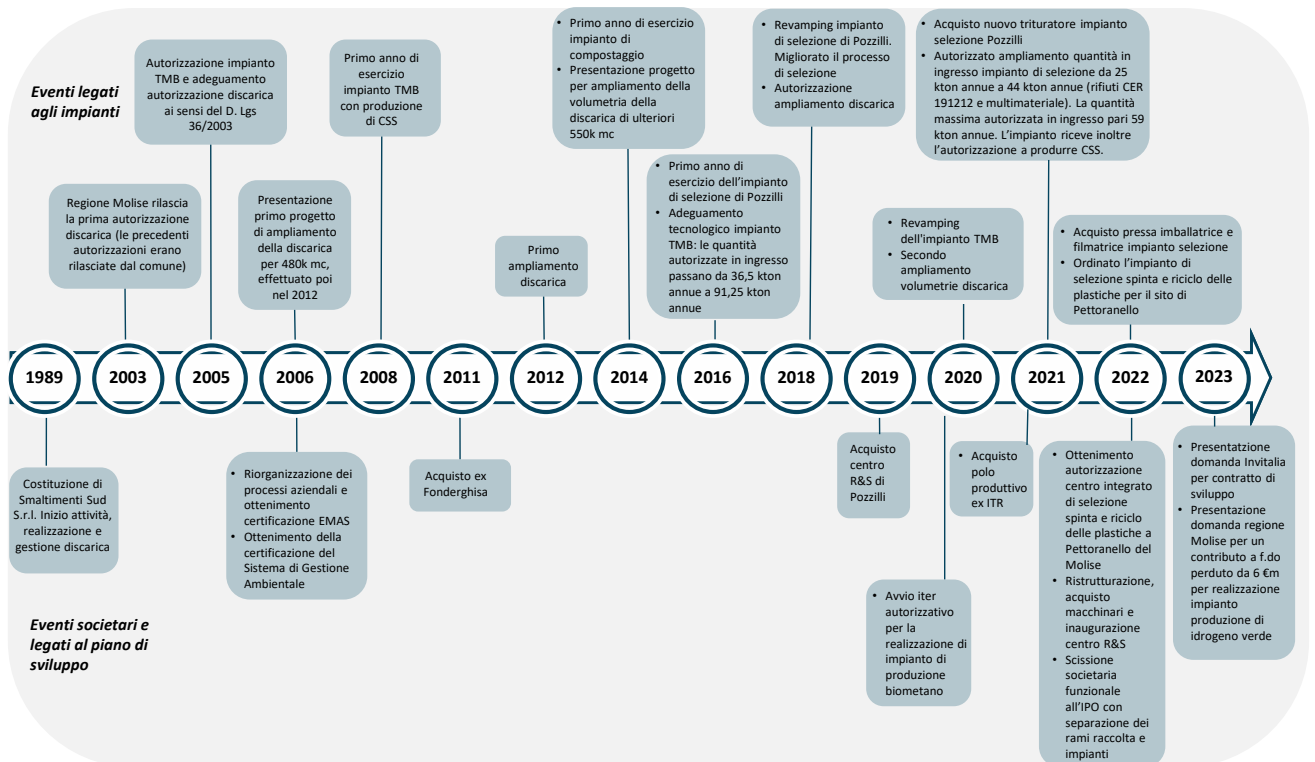 Eventi legati
agli impianti
Autorizzazione impianto
TMB e adeguamento
autorizzazione discarica
ai sensi del D. Lgs
36/2003
Primo anno di
esercizio
impianto TMB
con produzione
di CSS
• Primo anno di esercizio
impianto di
compostaggio
• Presentazione progetto
per ampliamento della
volumetria della
discarica di ulteriori
550k mc
• Revamping impianto
di selezione di Pozzilli.
Migliorato il processo
di selezione
• Autorizzazione
ampliamento discarica
• Acquisto nuovo trituratore impianto
selezione Pozzilli
• Autorizzato ampliamento quantità in
ingresso impianto di selezione da 25
kton annue a 44 kton annue (rifiuti CER
191212 e multimateriale). La quantità
massima autorizzata in ingresso pari 59
kton annue. L’impianto riceve inoltre
l’autorizzazione a produrre CSS.
Regione Molise rilascia
la prima autorizzazione
discarica (le precedenti
autorizzazioni erano
rilasciate dal comune)
Presentazione
primo progetto
di ampliamento
della discarica
per 480k mc,
effettuato poi
nel 2012
Primo
ampliamento
discarica
• Primo anno di
esercizio dell’impianto
di selezione di Pozzilli
• Adeguamento
tecnologico impianto
TMB: le quantità
autorizzate in ingresso
passano da 36,5 kton
annue a 91,25 kton
annue
• Revamping
dell'impianto TMB
• Secondo
ampliamento
volumetrie discarica
• Acquisto pressa imballatrice e
filmatrice impianto selezione
• Ordinato l’impianto di
selezione spinta e riciclo delle
plastiche per il sito di
Pettoranello
1989 2003 2005 2006 2008 2011 2012 2014 2016 2018 2019 2020 2021 2022 2023
Costituzione di
Smaltimenti Sud
S.r.l. Inizio attività,
realizzazione e
gestione discarica
• Riorganizzazione dei
processi aziendali e
ottenimento
certificazione EMAS
• Ottenimento della
certificazione del
Sistema di Gestione
Ambientale
Acquisto ex
Fonderghisa
Acquisto
centro
R&S di
Pozzilli
• Avvio iter
autorizzativo
per la
realizzazione di
impianto di
produzione
biometano
• Acquisto
polo
produttivo
ex ITR
• Ottenimento
autorizzazione
centro integrato
di selezione
spinta e riciclo
delle plastiche a
Pettoranello del
Molise
• Ristrutturazione,
acquisto
macchinari e
inaugurazione
centro R&S
• Scissione
societaria
funzionale
all’IPO con
separazione dei
rami raccolta e
impianti
• Presentatzione
domanda Invitalia
per contratto di
sviluppo
• Presentazione
domanda regione
Molise per un
contributo a f.do
perduto da 6 €m
per realizzazione
impianto
produzione di
idrogeno verde
Eventi societari e
legati al piano di
sviluppo